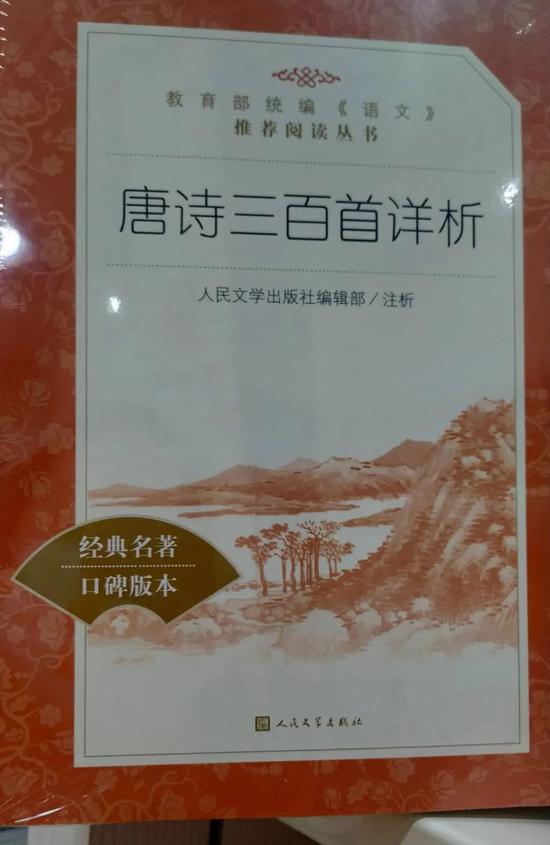 教育部统编《语文》
推荐阅读丛书
唐诗三百首详析
人民文学出版社编辑部／注析
经典名著
口碑版本
人民文学出版社